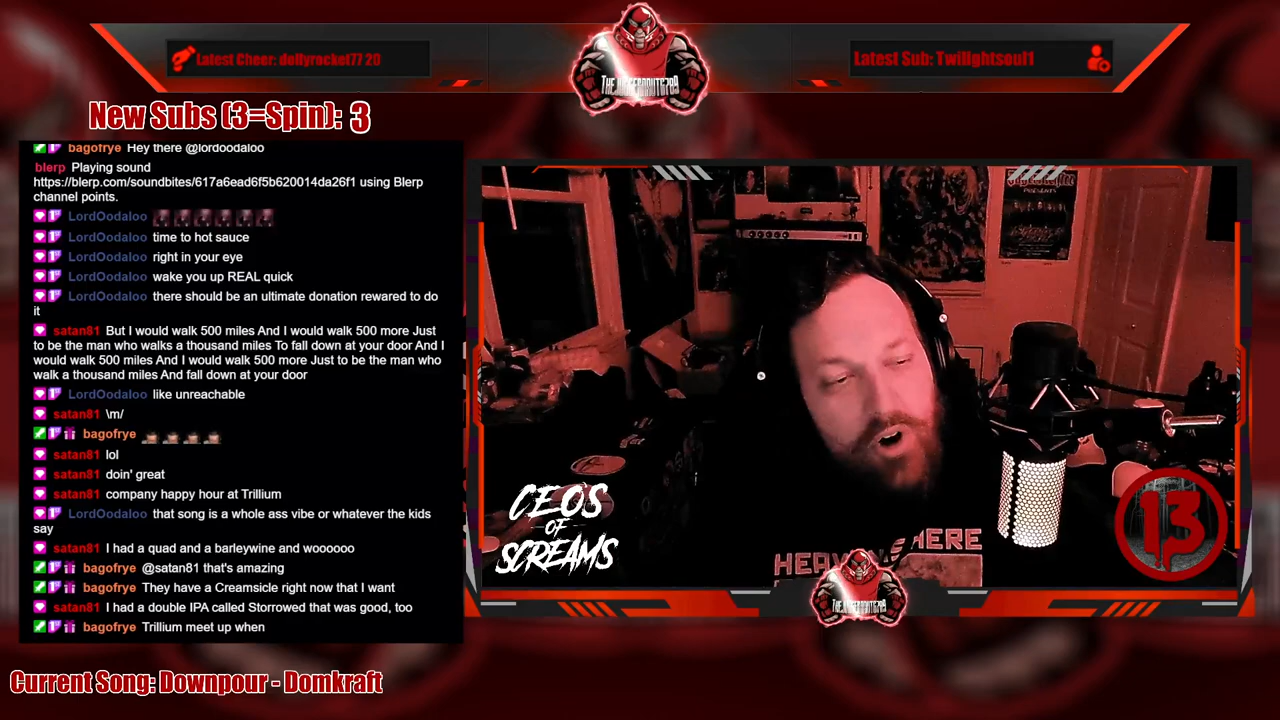 Latest Cheer: dollyrocket77 20
THEJUGGERNAUT6789
Latest Sub: Twilightsoul1
New Subs (3=Spin): 3
bagofrye Hey there @lordoodaloo
blerp Playing sound
https://blerp.com/soundbites/617a6ead6f5b620014da26f1 using Blerp
channel points.
LordOodaloo
LordOodaloo time to hot sauce
LordOodaloo right in your eye
LordOodaloo wake you up REAL quick
LordOodaloo there should be an ultimate donation rewared to do
it
satan81 But I would walk 500 miles And I would walk 500 more Just
to be the man who walks a thousand miles To fall down at your door And I
would walk 500 miles And I would walk 500 more Just to be the man who
walk a thousand miles And fall down at your door
LordOodaloo like unreachable
satan81 \m/
bagofrye
satan81 lol
satan81 doin' great
satan81 company happy hour at Trillium
LordOodaloo that song is a whole ass vibe or whatever the kids
say
satan81 I had a quad and a barleywine and woooooo
bagofrye @satan81 that's amazing
bagofrye They have a Creamsicle right now that I want
satan81 I had a double IPA called Storrowed that was good, too
bagofrye Trillium meet up when
PRESENTS
CEOS
OF
SCREAMS
HERE
13
Current Song: Downpour - Domkraft